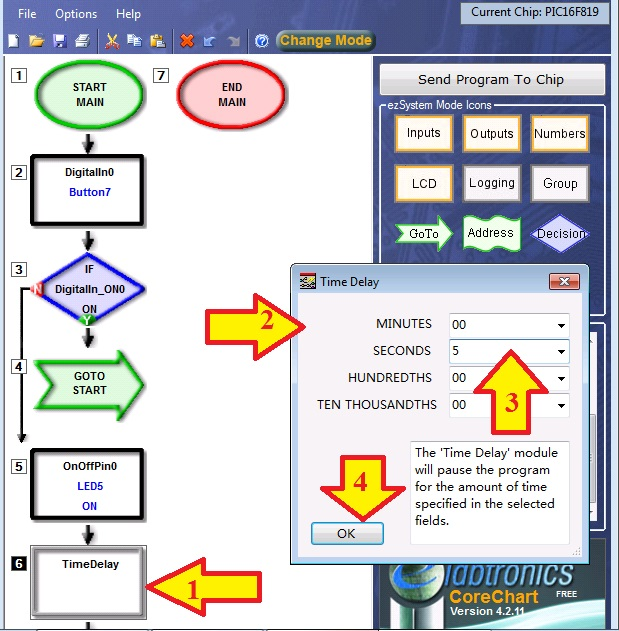 File Options Help
Current Chip: PIC16F819
Change Mode
1
START
MAIN
7
END
MAIN
2
DigitalIn0
Button7
3
IF
DigitalIn_ON0
ON
N
Y
4
GOTO
START
5
OnOffPin0
LED5
ON
6
TimeDelay
1
Send Program To Chip
ezSystem Mode Icons
Inputs Outputs Numbers
LCD Logging Group
GoTo Address Decision
Time Delay
2
MINUTES 00
SECONDS 5
HUNDREDTHS 00
TEN THOUSANDTHS 00
3
The 'Time Delay' module
will pause the program
for the amount of time
specified in the selected
fields.
4
OK
elabtronics
CoreChart FREE
Version 4.2.11